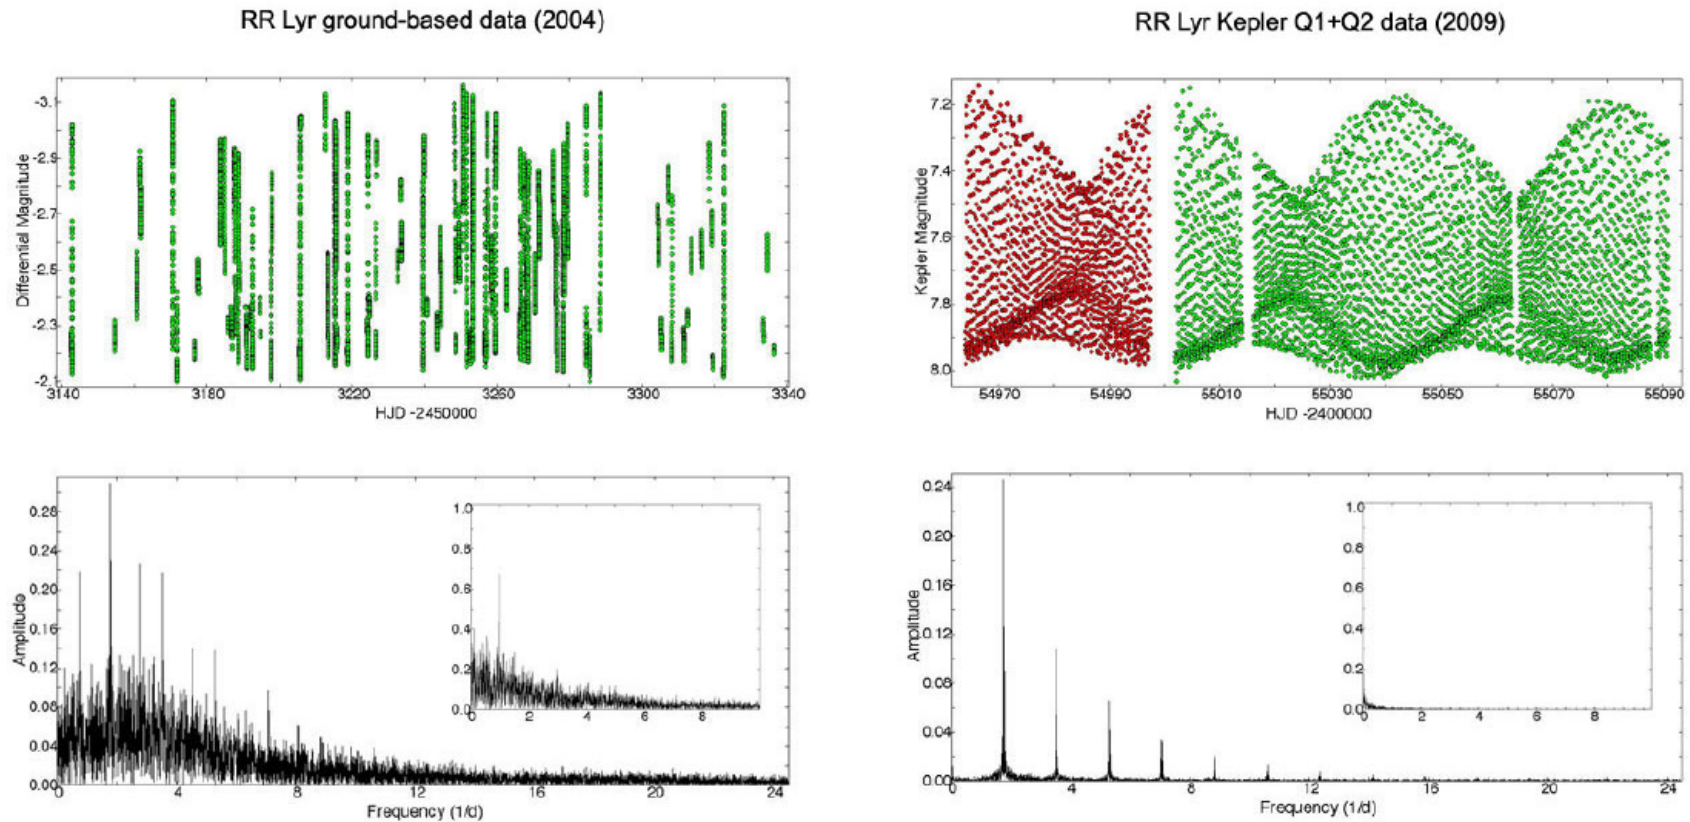 RR Lyr ground-based data (2004)
RR Lyr Kepler Q1+Q2 data (2009)
Differential Magnitude
-3.1
-2.9
-2.7
-2.5
-2.3
-2.1
3140 3180 3220 3260 3300 3340
HJD -2450000
Kepler Magnitude
7.2
7.4
7.6
7.8
8.0
54970 54990 55010 55030 55050 55070 55090
HJD -2400000
Amplitude
0.28
0.24
0.20
0.16
0.12
0.08
0.04
0.00
0 4 8 12 16 20 24
Frequency (1/d)
1.0
0.8
0.6
0.4
0.2
0.0
0 2 4 6 8
Amplitude
0.24
0.20
0.16
0.12
0.08
0.04
0.00
0 4 8 12 16 20 24
Frequency (1/d)
1.0
0.8
0.6
0.4
0.2
0.0
0 2 4 6 8